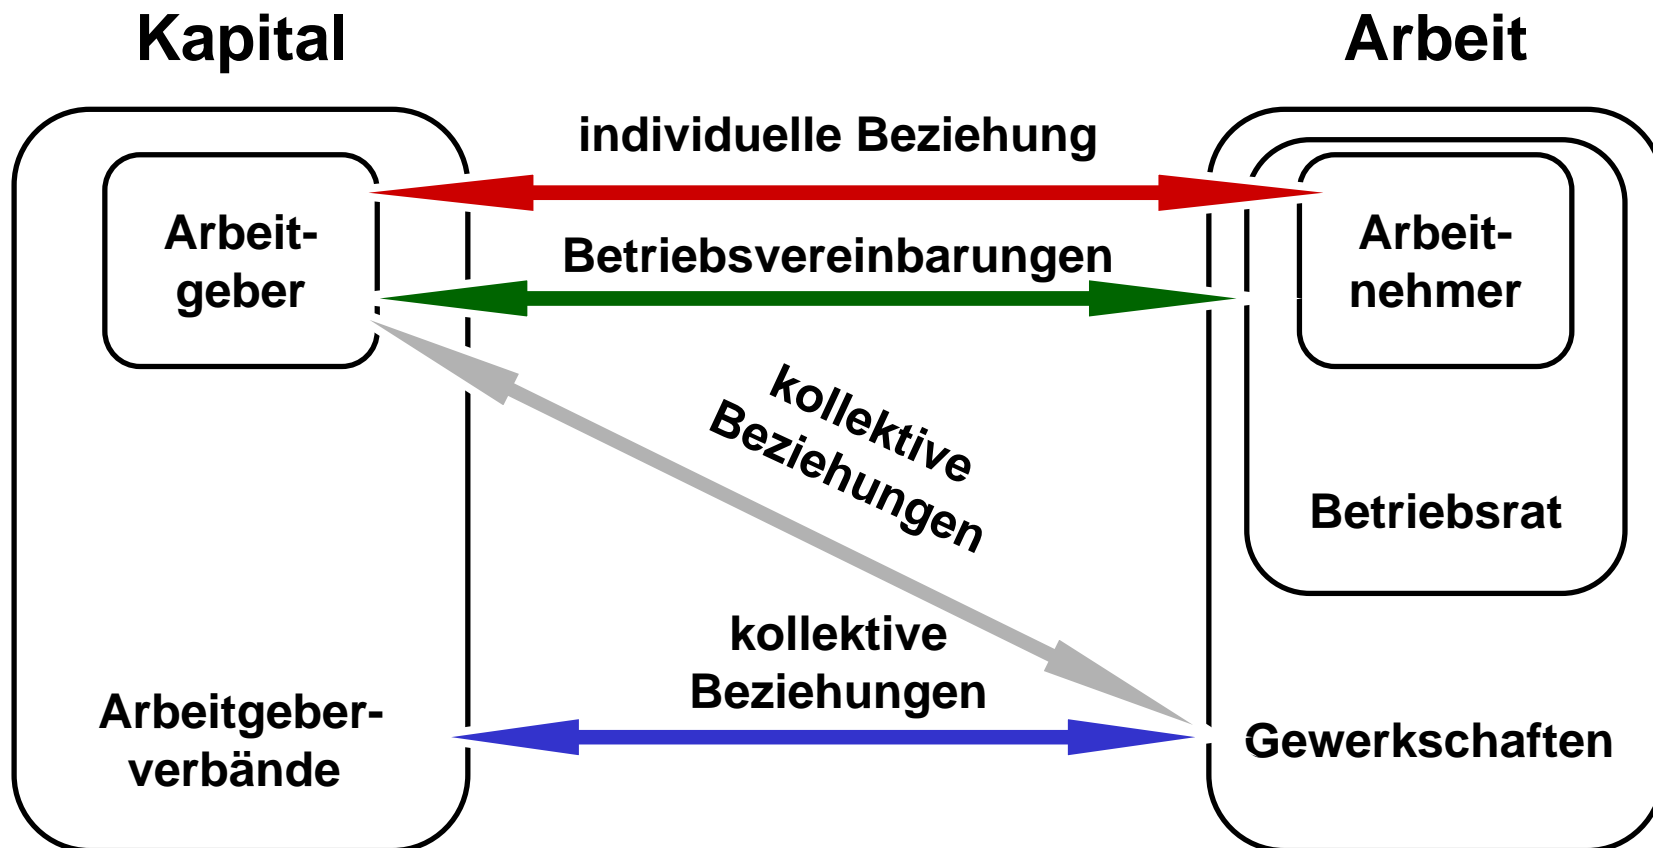 Kapital
Arbeit
individuelle Beziehung
Arbeit-
geber
Betriebsvereinbarungen
Arbeit-
nehmer
kollektive
Beziehungen
Betriebsrat
kollektive
Beziehungen
Arbeitgeber-
verbände
Gewerkschaften